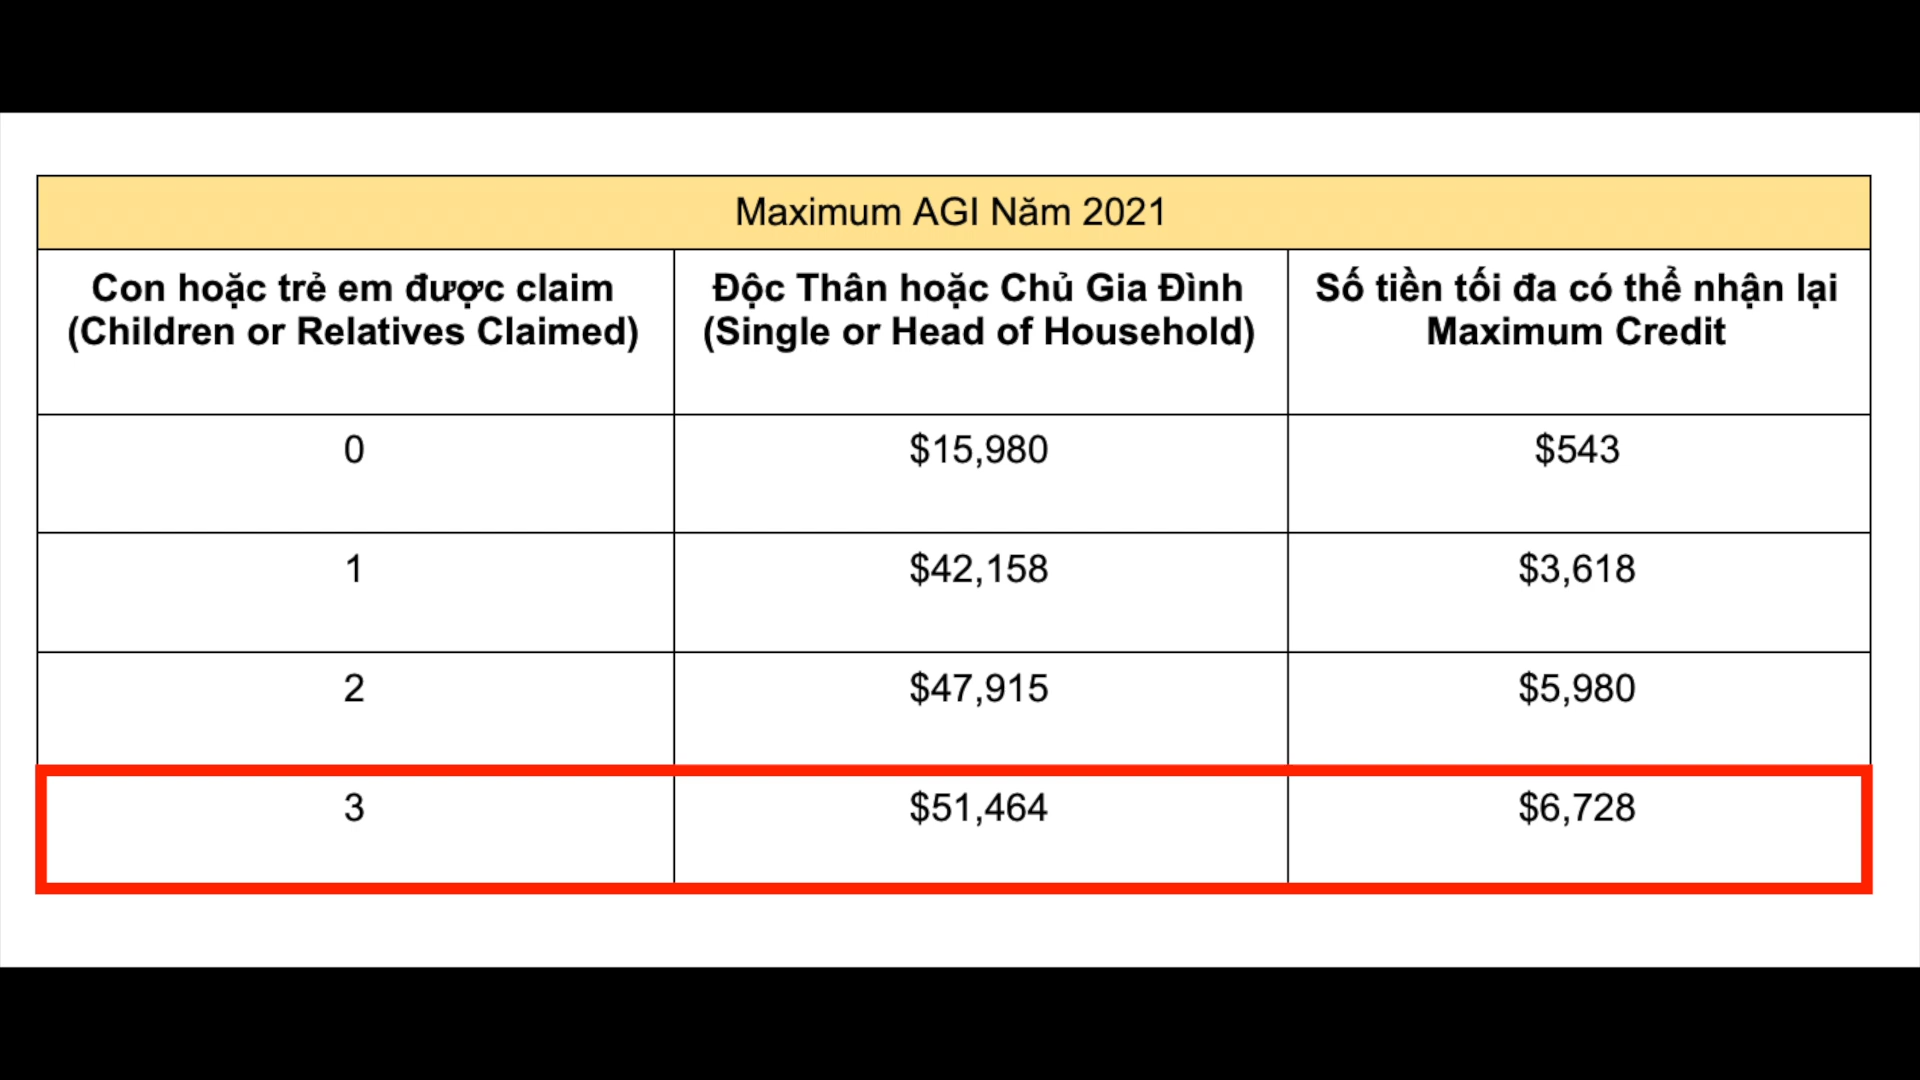 Maximum AGI Năm 2021
Con hoặc trẻ em được claim
(Children or Relatives Claimed)
Độc Thân hoặc Chủ Gia Đình
(Single or Head of Household)
Số tiền tối đa có thể nhận lại
Maximum Credit
0
$15,980
$543
1
$42,158
$3,618
2
$47,915
$5,980
3
$51,464
$6,728